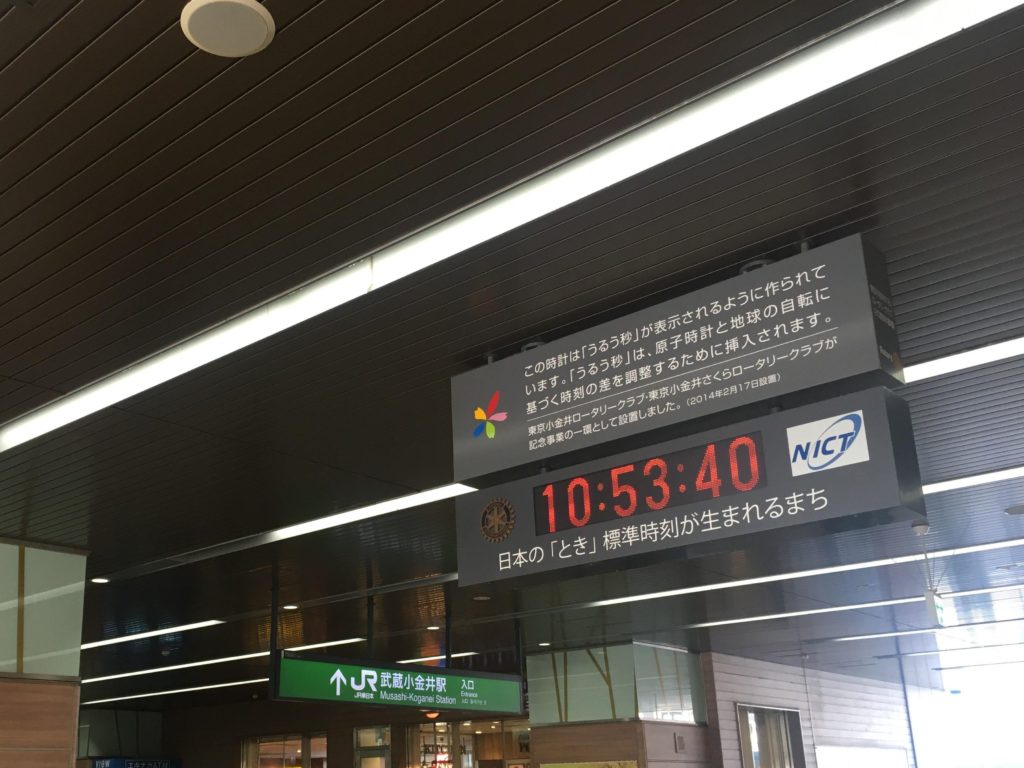 この時計は「うるう秒」が表示されるように作られて
います。「うるう秒」は、原子時計と地球の自転に
基づく時刻の差を調整するために挿入されます。
東京小金井ロータリークラブ・東京小金井さくらロータリークラブが
記念事業の一環として設置しました。（2014年2月17日設置）
10:53:40
NICT
日本の「とき」標準時刻が生まれるまち
↑ JR 武蔵小金井駅 入口
JR東日本 Musashi-Koganei Station Entrance